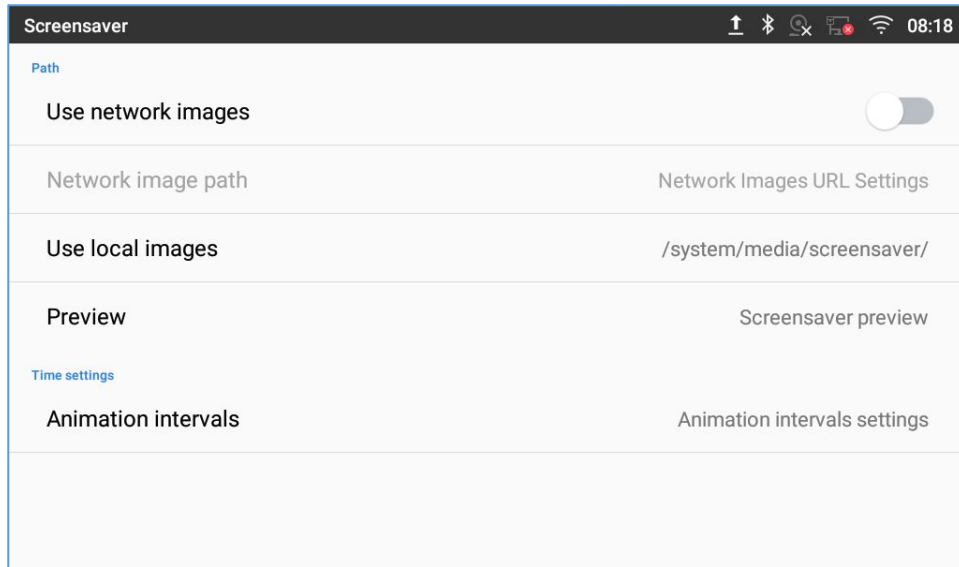 Screensaver 08:18
Path
Use network images
Network image path Network Images URL Settings
Use local images /system/media/screensaver/
Preview Screensaver preview
Time settings
Animation intervals Animation intervals settings